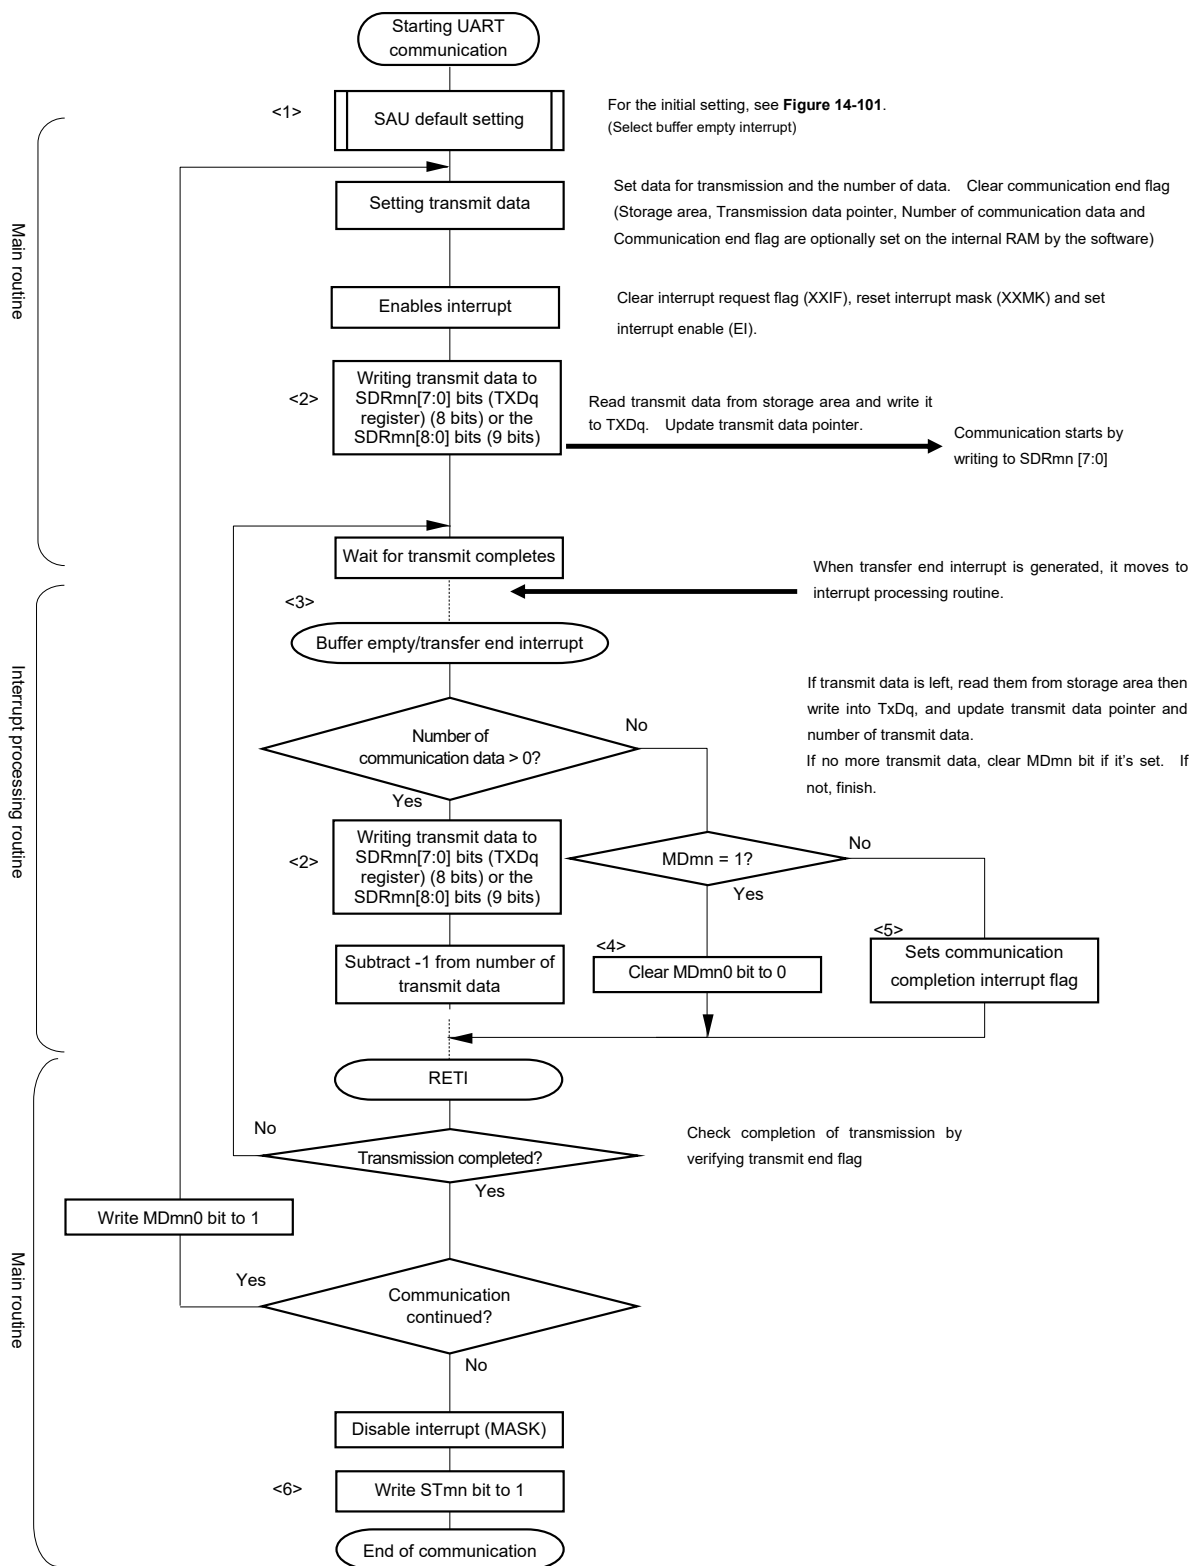 Starting UART
communication
<1>
SAU default setting
For the initial setting, see Figure 14-101.
(Select buffer empty interrupt)
Main routine
Setting transmit data
Set data for transmission and the number of data. Clear communication end flag
(Storage area, Transmission data pointer, Number of communication data and
Communication end flag are optionally set on the internal RAM by the software)
Enables interrupt
Clear interrupt request flag (XXIF), reset interrupt mask (XXMK) and set
interrupt enable (EI).
<2>
Writing transmit data to
SDRmn[7:0] bits (TXDq
register) (8 bits) or the
SDRmn[8:0] bits (9 bits)
Read transmit data from storage area and write it
to TXDq. Update transmit data pointer.
Communication starts by
writing to SDRmn [7:0]
Wait for transmit completes
When transfer end interrupt is generated, it moves to
interrupt processing routine.
<3>
Buffer empty/transfer end interrupt
Interrupt processing routine
If transmit data is left, read them from storage area then
write into TxDq, and update transmit data pointer and
number of transmit data.
If no more transmit data, clear MDmn bit if it's set. If
not, finish.
Number of
communication data > 0?
No
Yes
<2>
Writing transmit data to
SDRmn[7:0] bits (TXDq
register) (8 bits) or the
SDRmn[8:0] bits (9 bits)
MDmn = 1?
No
Yes
<4>
Clear MDmn0 bit to 0
<5>
Sets communication
completion interrupt flag
Subtract -1 from number of
transmit data
RETI
Main routine
No
Transmission completed?
Yes
Check completion of transmission by
verifying transmit end flag
Write MDmn0 bit to 1
Yes
Communication
continued?
No
Disable interrupt (MASK)
<6>
Write STmn bit to 1
End of communication